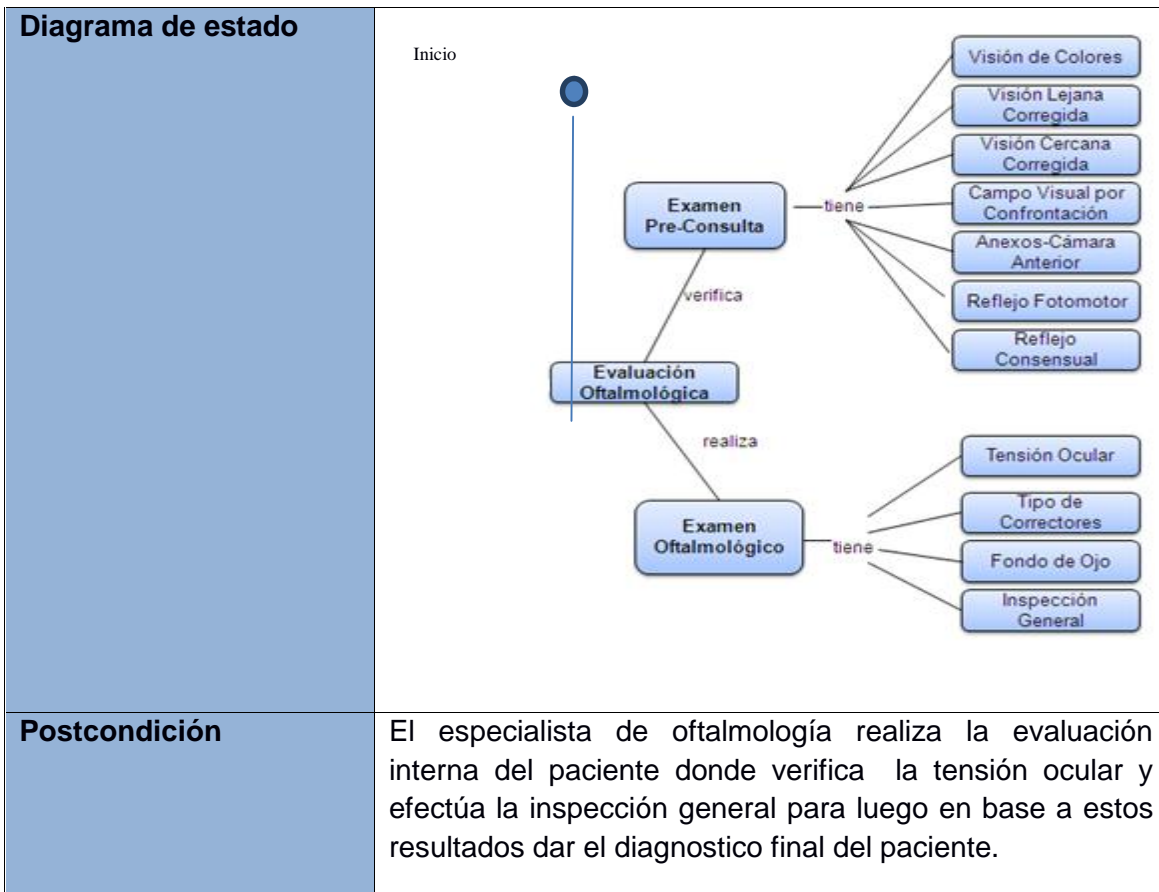 Diagrama de estado
Inicio
Visión de Colores
Visión Lejana
Corregida
Visión Cercana
Corregida
Examen
Pre-Consulta
tiene
Campo Visual por
Confrontación
Anexos-Cámara
Anterior
Reflejo Fotomotor
Reflejo
Consensual
verifica
Evaluación
Oftalmológica
realiza
Examen
Oftalmológico
tiene
Tensión Ocular
Tipo de
Correctores
Fondo de Ojo
Inspección
General
Postcondición
El especialista de oftalmología realiza la evaluación
interna del paciente donde verifica la tensión ocular y
efectúa la inspección general para luego en base a estos
resultados dar el diagnostico final del paciente.